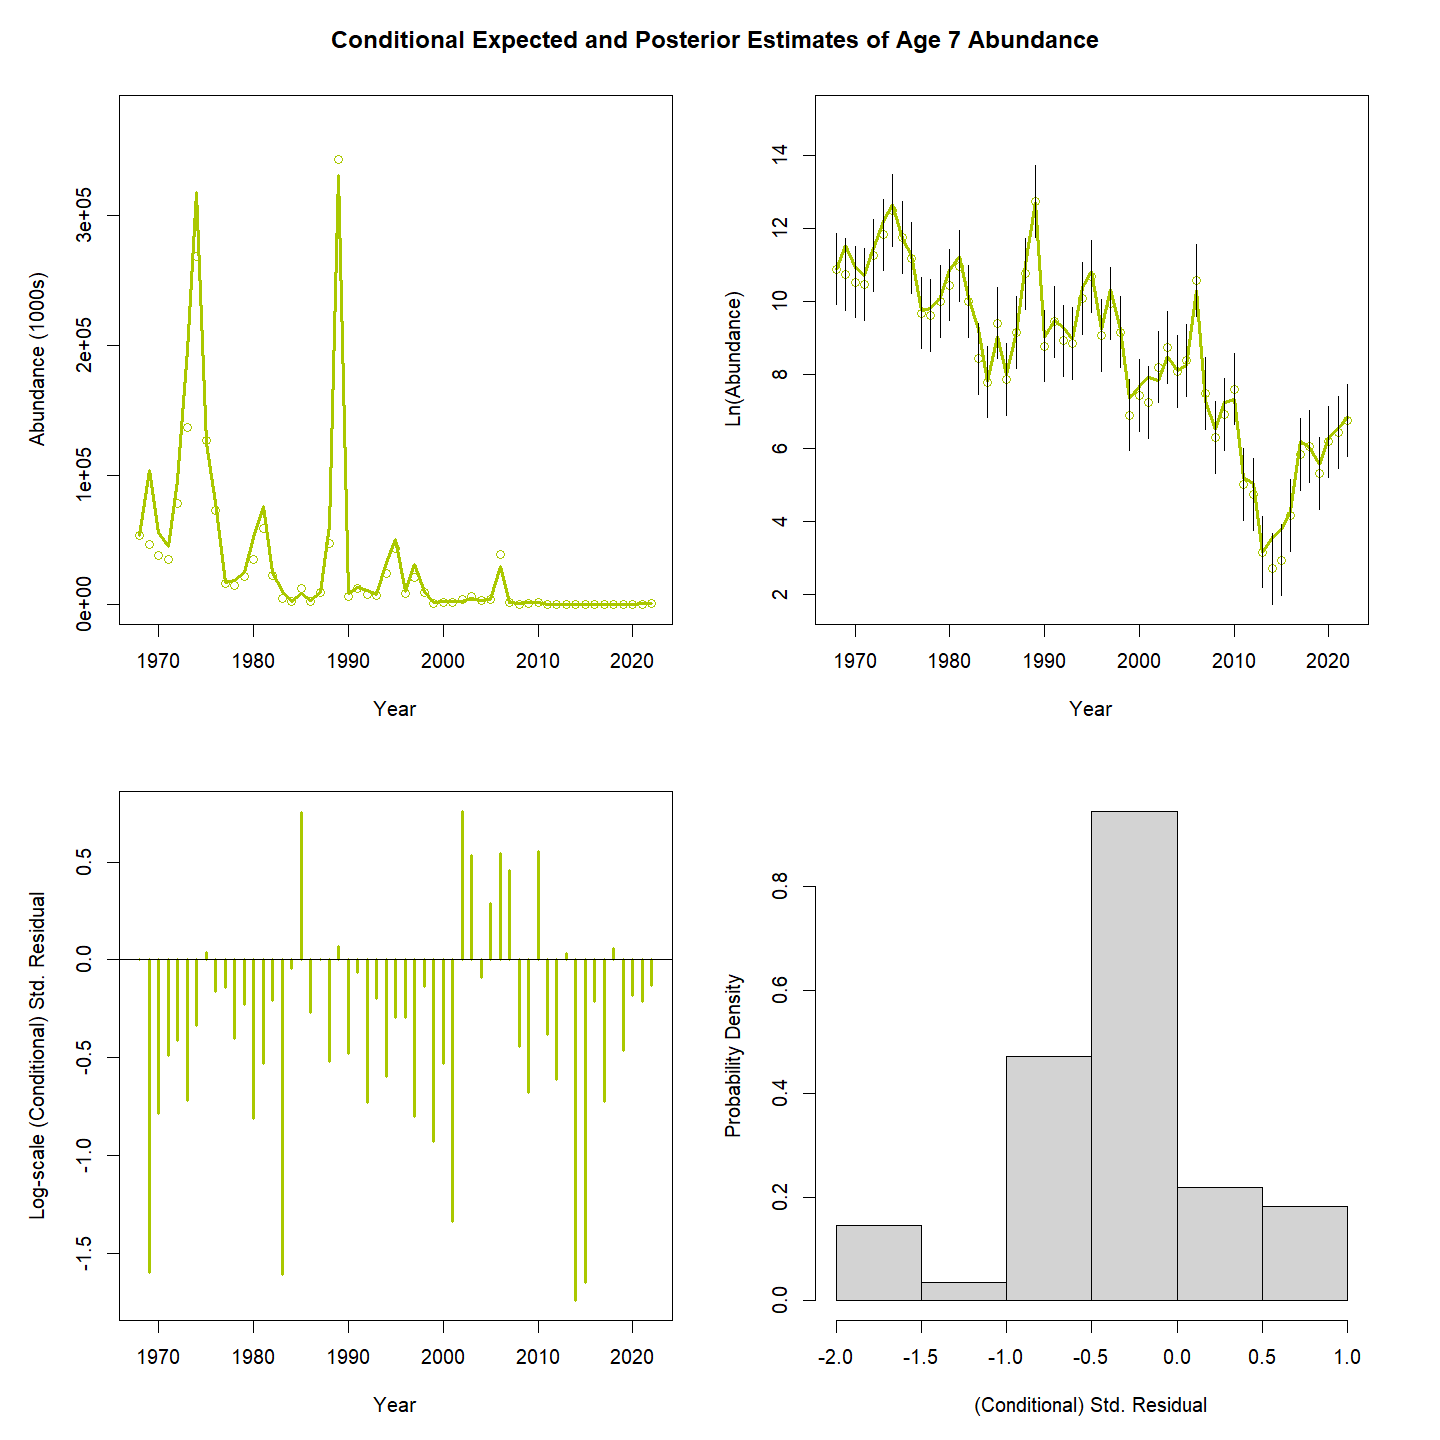 Conditional Expected and Posterior Estimates of Age 7 Abundance
Abundance (1000s)
3e+05
2e+05
1e+05
0e+00
1970 1980 1990 2000 2010 2020
Year
Ln(Abundance)
14
12
10
8
6
4
2
1970 1980 1990 2000 2010 2020
Year
Log-scale (Conditional) Std. Residual
0.5
0.0
-0.5
-1.0
-1.5
1970 1980 1990 2000 2010 2020
Year
Probability Density
0.8
0.6
0.4
0.2
0.0
-2.0 -1.5 -1.0 -0.5 0.0 0.5 1.0
(Conditional) Std. Residual